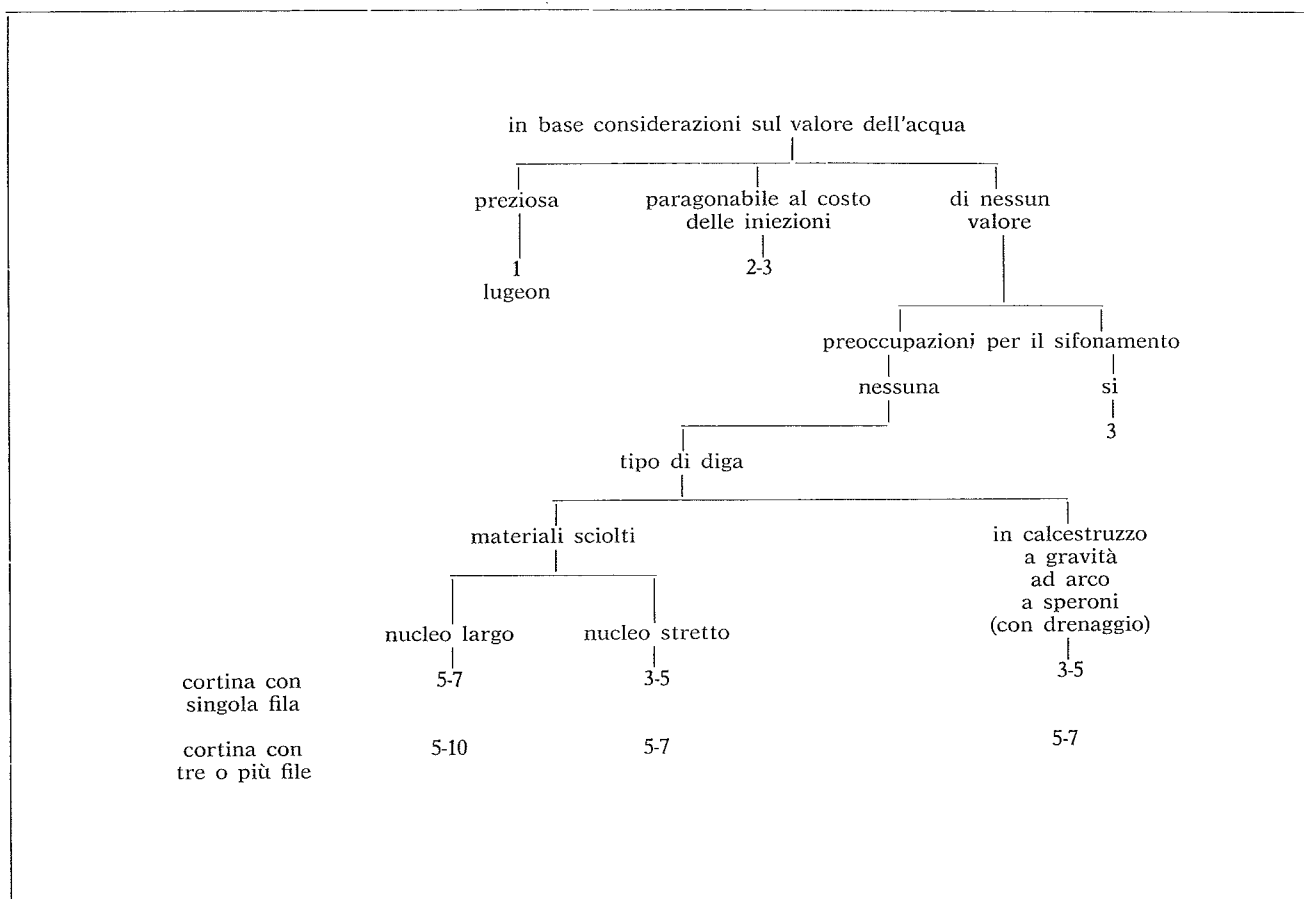 in base considerazioni sul valore dell'acqua
preziosa
paragonabile al costo
delle iniezioni
di nessun
valore
1
lugeon
2-3
preoccupazioni per il sifonamento
nessuna
si
3
tipo di diga
materiali sciolti
in calcestruzzo
a gravità
ad arco
a speroni
(con drenaggio)
nucleo largo
nucleo stretto
cortina con
singola fila
5-7
3-5
3-5
cortina con
tre o più file
5-10
5-7
5-7